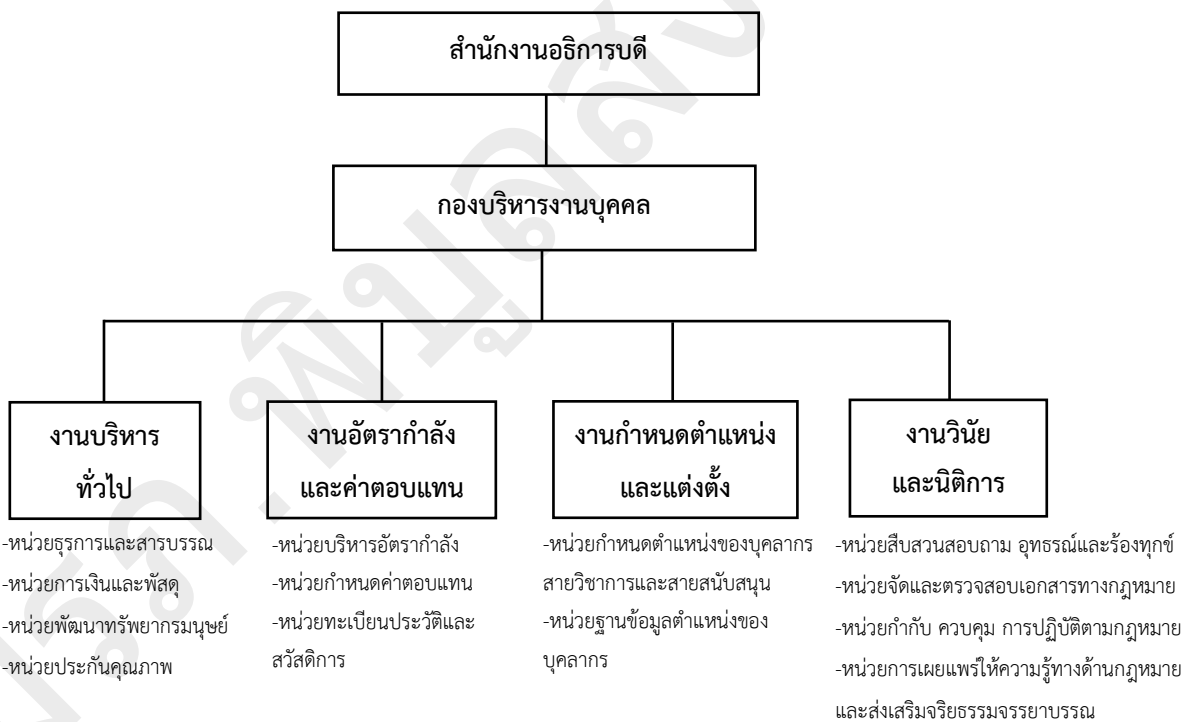 สำนักงานอธิการบดี
กองบริหารงานบุคคล
งานบริหาร
ทั่วไป
-หน่วยธุรการและสารบรรณ
-หน่วยการเงินและพัสดุ
-หน่วยพัฒนาทรัพยากรมนุษย์
-หน่วยประกันคุณภาพ
งานอัตรากำลัง
และค่าตอบแทน
-หน่วยบริหารอัตรากำลัง
-หน่วยกำหนดค่าตอบแทน
-หน่วยทะเบียนประวัติและ
สวัสดิการ
งานกำหนดตำแหน่ง
และแต่งตั้ง
-หน่วยกำหนดตำแหน่งของบุคลากร
สายวิชาการและสายสนับสนุน
-หน่วยฐานข้อมูลตำแหน่งของ
บุคลากร
งานวินัย
และนิติการ
-หน่วยสืบสวนสอบถาม อุทธรณ์และร้องทุกข์
-หน่วยจัดและตรวจสอบเอกสารทางกฎหมาย
-หน่วยกำกับ ควบคุม การปฏิบัติตามกฎหมาย
-หน่วยการเผยแพร่ให้ความรู้ทางด้านกฎหมาย
และส่งเสริมจริยธรรมจรรยาบรรณ